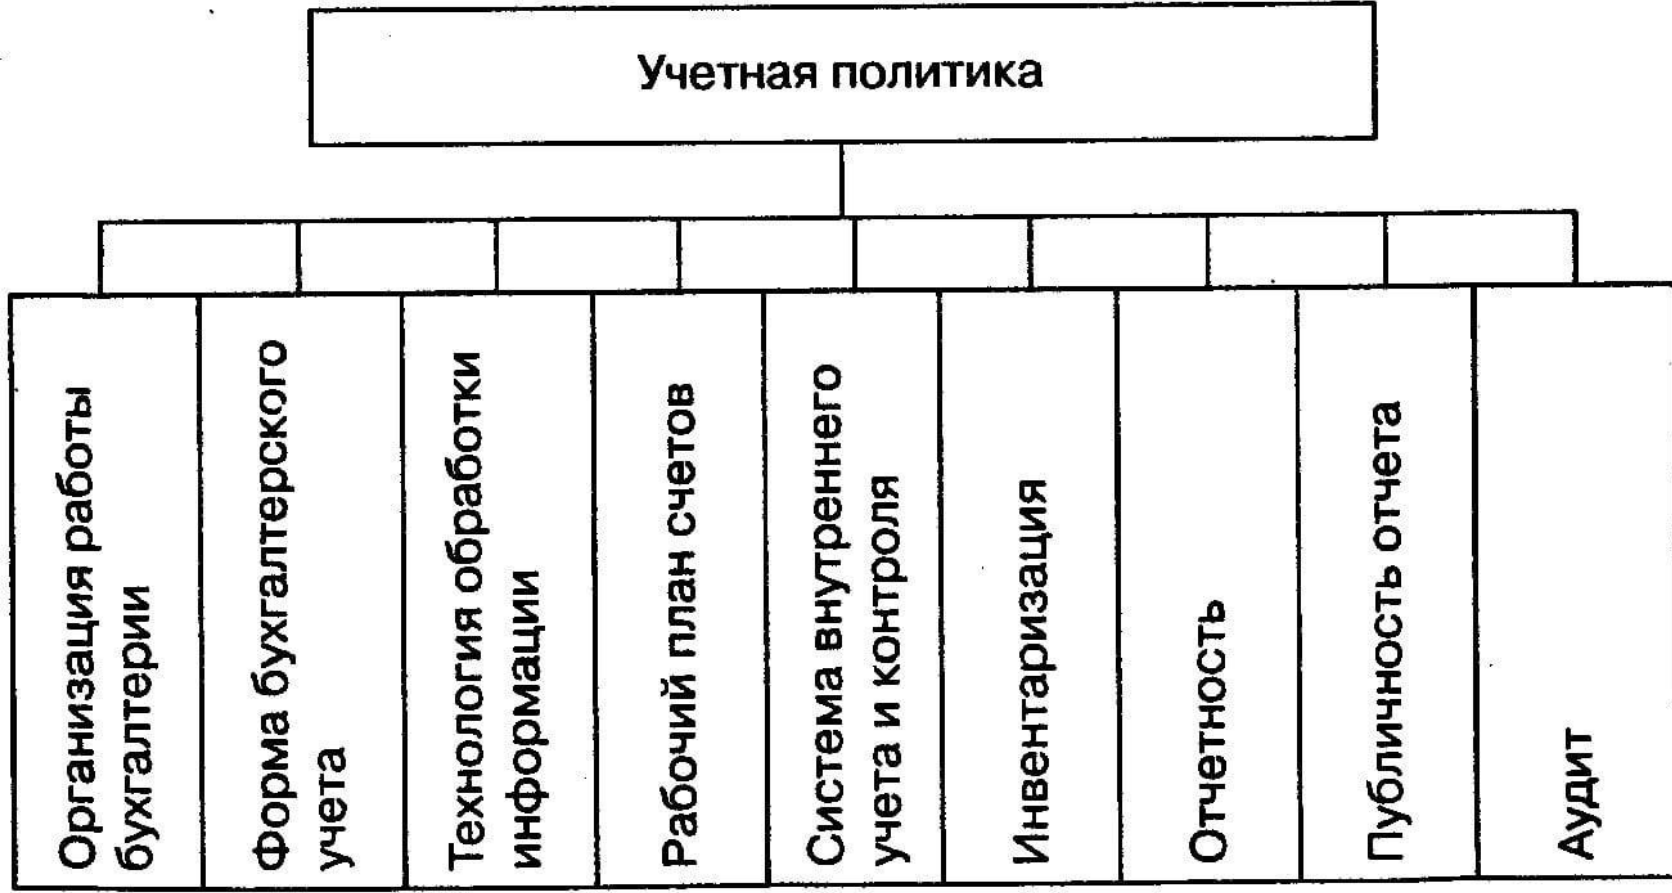 Учетная политика
Организация работы
бухгалтерии
Форма бухгалтерского
учета
Технология обработки
информации
Рабочий план счетов
Система внутреннего
учета и контроля
Инвентаризация
Отчетность
Публичность отчета
Аудит